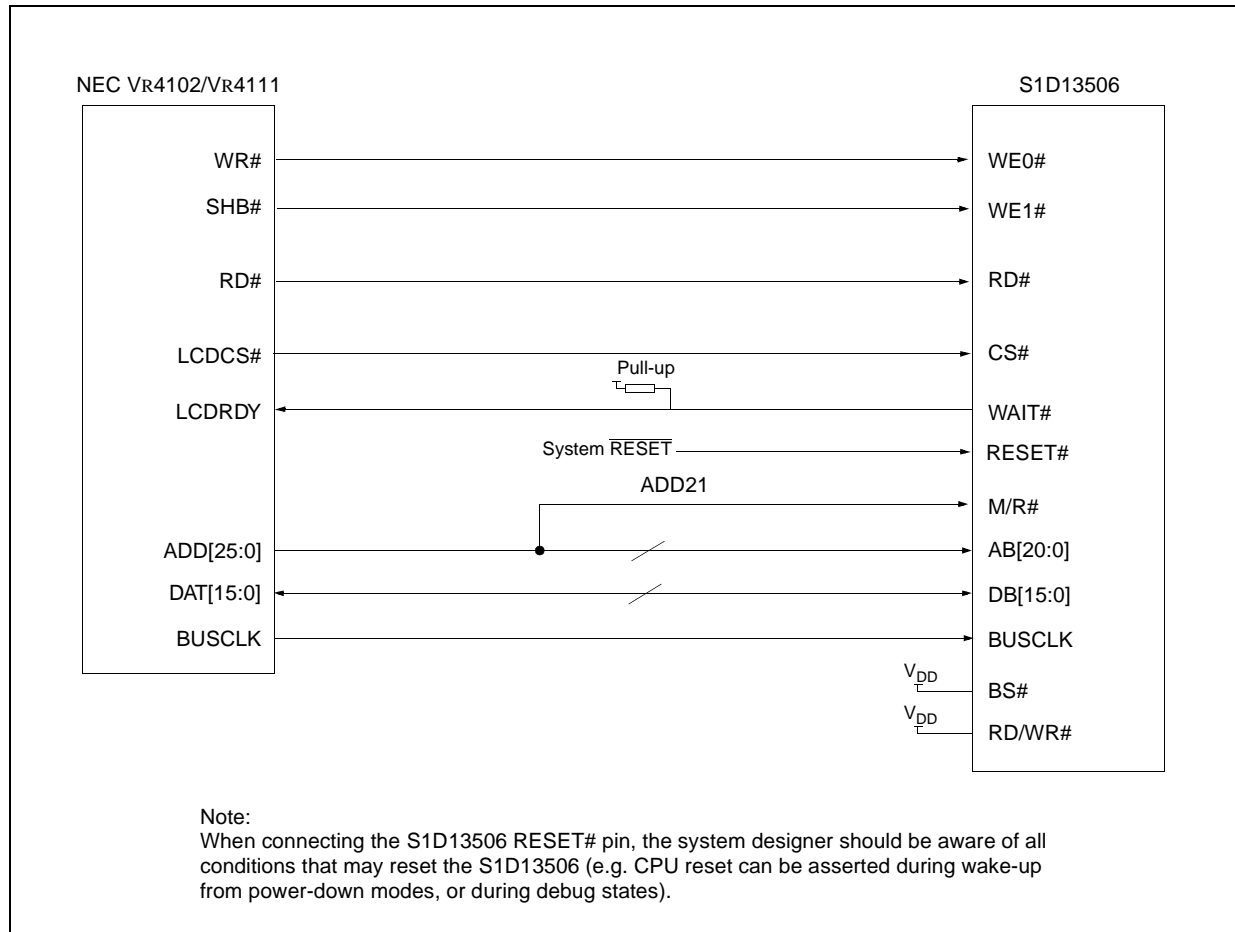 NEC VR4102/VR4111
S1D13506
WR#
WE0#
SHB#
WE1#
RD#
RD#
LCDCS#
CS#
Pull-up
LCDRDY
WAIT#
System RESET
RESET#
ADD21
M/R#
ADD[25:0]
AB[20:0]
DAT[15:0]
DB[15:0]
BUSCLK
BUSCLK
VDD
BS#
VDD
RD/WR#
Note:
When connecting the S1D13506 RESET# pin, the system designer should be aware of all
conditions that may reset the S1D13506 (e.g. CPU reset can be asserted during wake-up
from power-down modes, or during debug states).